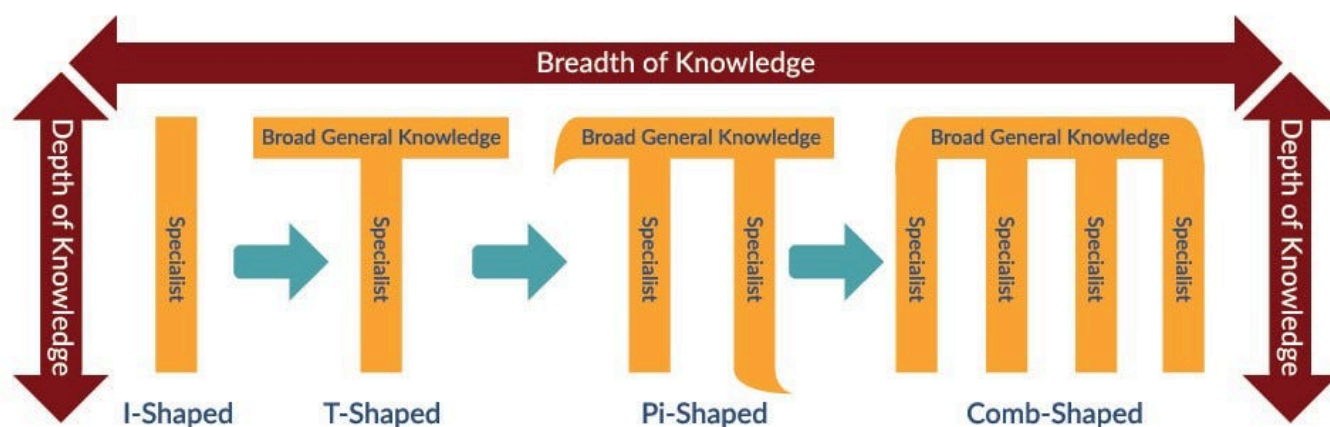 Breadth of Knowledge
Depth of Knowledge
Specialist
I-Shaped
Broad General Knowledge
Specialist
T-Shaped
Broad General Knowledge
Specialist
Specialist
Pi-Shaped
Broad General Knowledge
Specialist
Specialist
Specialist
Specialist
Comb-Shaped
Depth of Knowledge